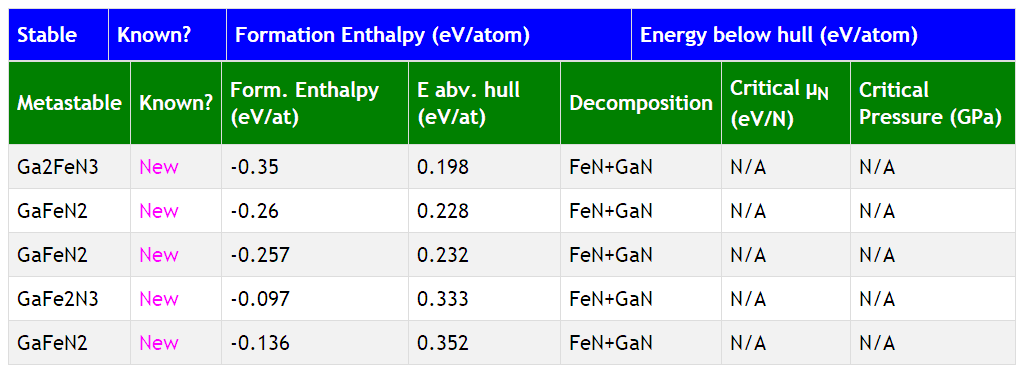 Stable Known? Formation Enthalpy (eV/atom) Energy below hull (eV/atom)
Metastable Known? Form. Enthalpy (eV/at) E abv. hull (eV/at) Decomposition Critical μN (eV/N) Critical Pressure (GPa)
Ga2FeN3 New -0.35 0.198 FeN+GaN N/A N/A
GaFeN2 New -0.26 0.228 FeN+GaN N/A N/A
GaFeN2 New -0.257 0.232 FeN+GaN N/A N/A
GaFe2N3 New -0.097 0.333 FeN+GaN N/A N/A
GaFeN2 New -0.136 0.352 FeN+GaN N/A N/A